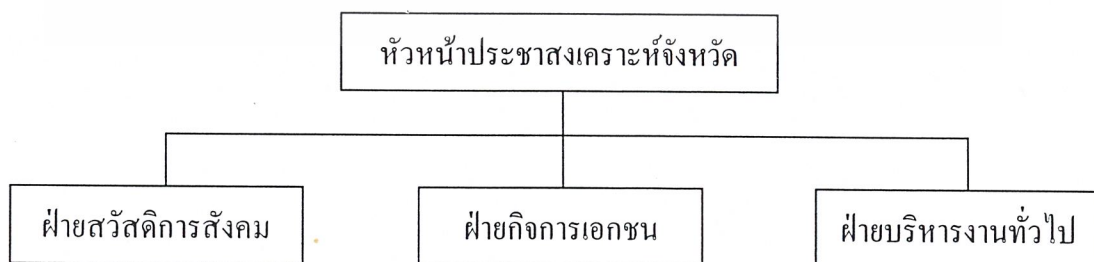 หัวหน้าประชาสงเคราะห์จังหวัด
ฝ่ายสวัสดิการสังคม
ฝ่ายกิจการเอกชน
ฝ่ายบริหารงานทั่วไป